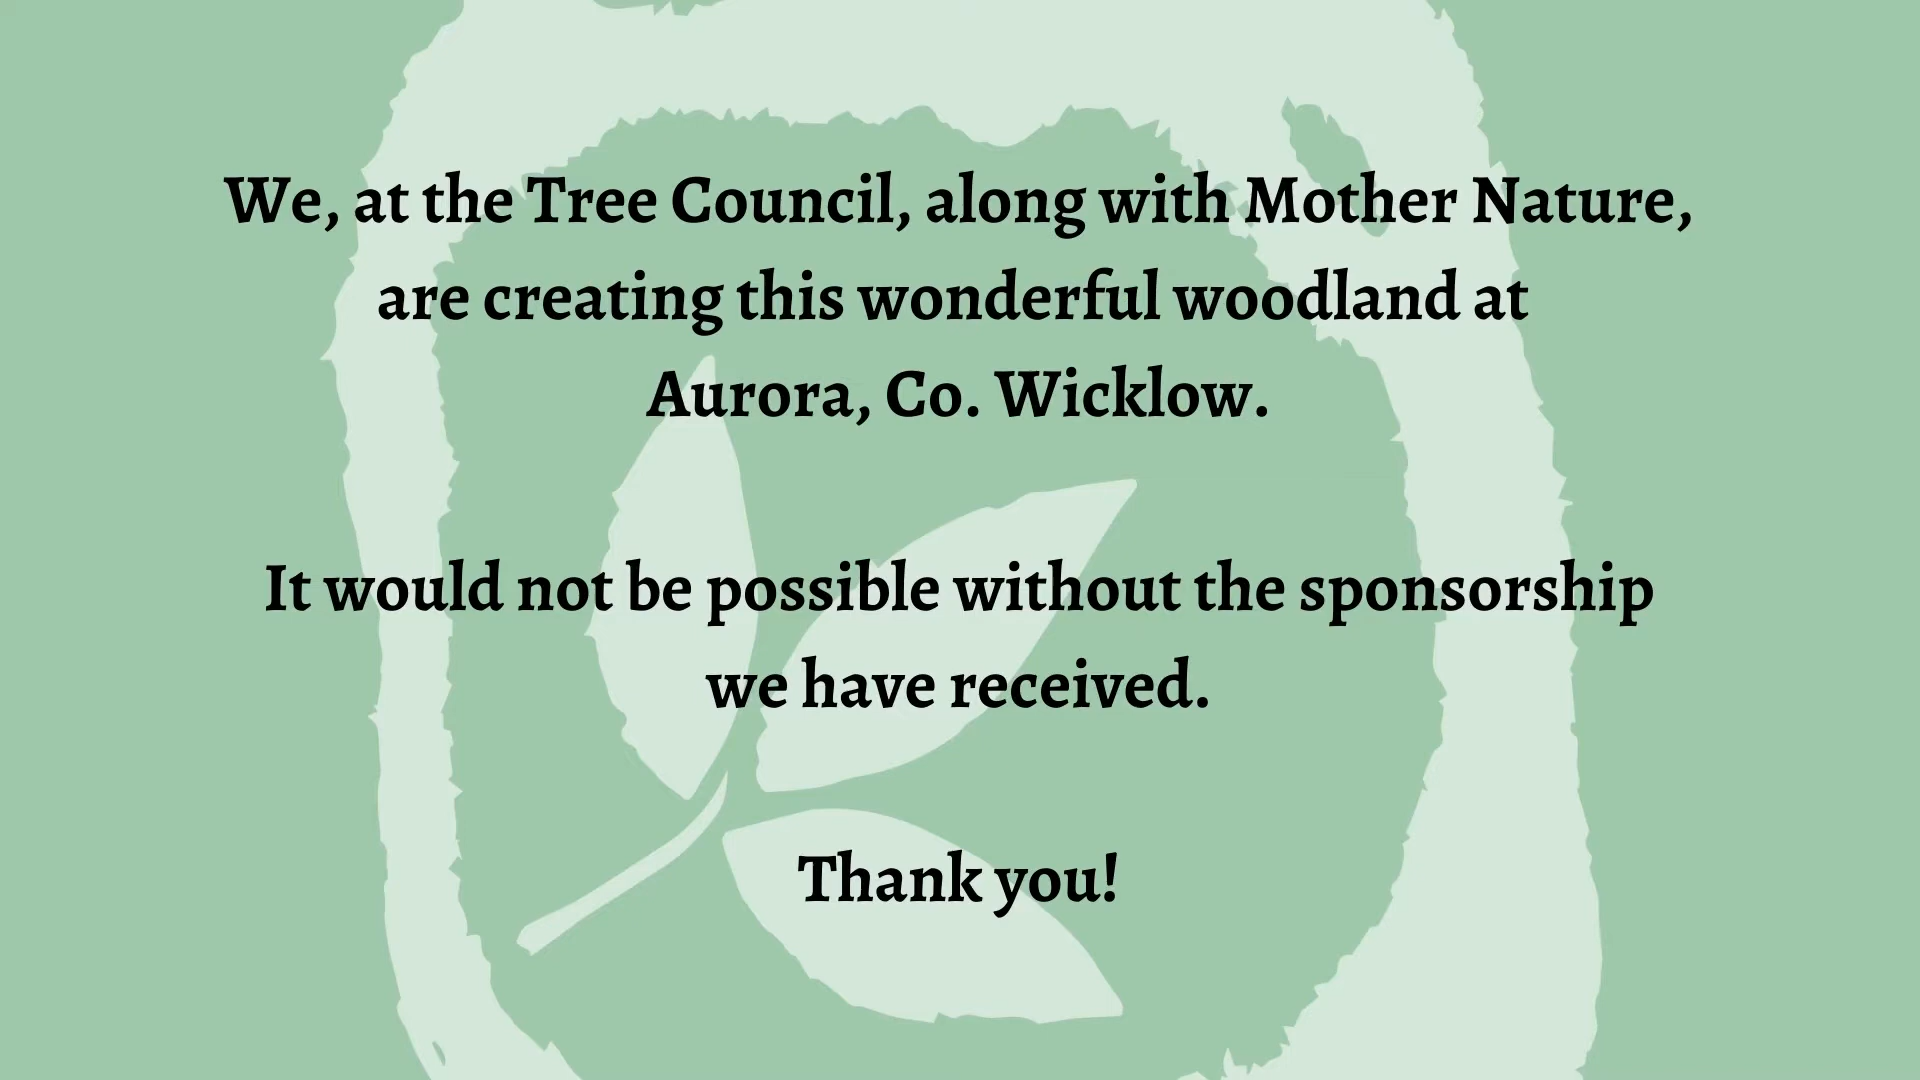 We, at the Tree Council, along with Mother Nature,
are creating this wonderful woodland at
Aurora, Co. Wicklow.
It would not be possible without the sponsorship
we have received.
Thank you!